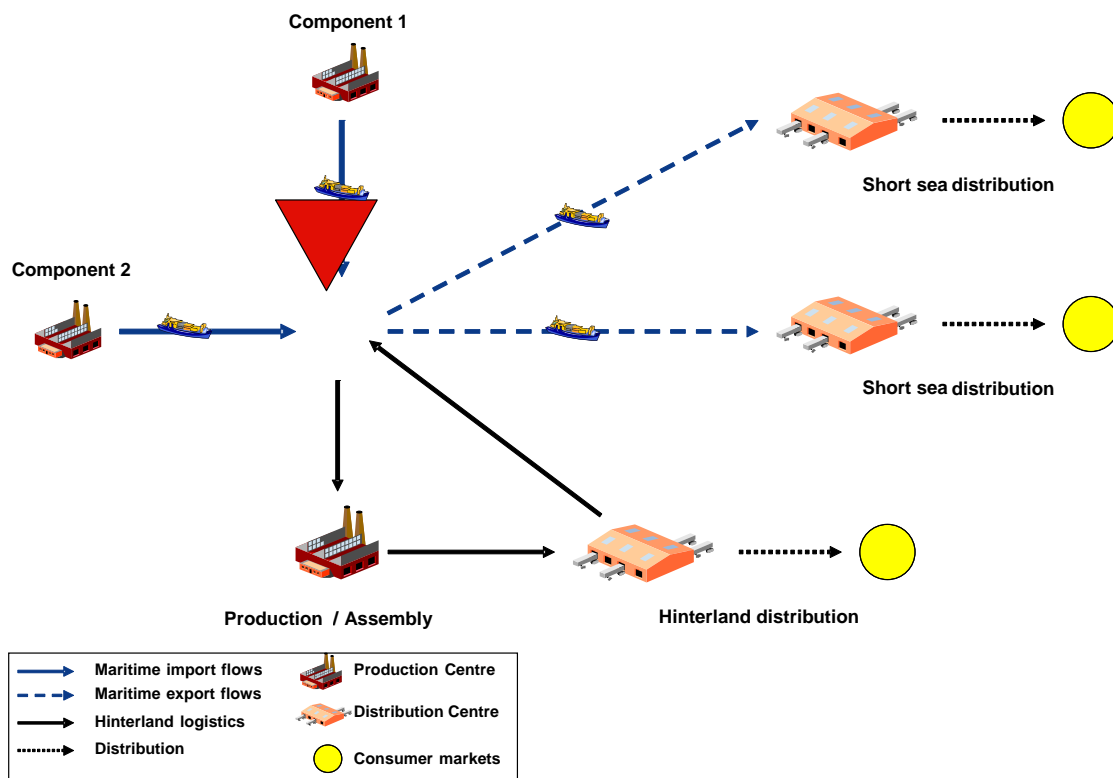 Component 1
Short sea distribution
Component 2
Short sea distribution
Production / Assembly
Hinterland distribution
Maritime import flows
Maritime export flows
Hinterland logistics
Distribution
Production Centre
Distribution Centre
Consumer markets